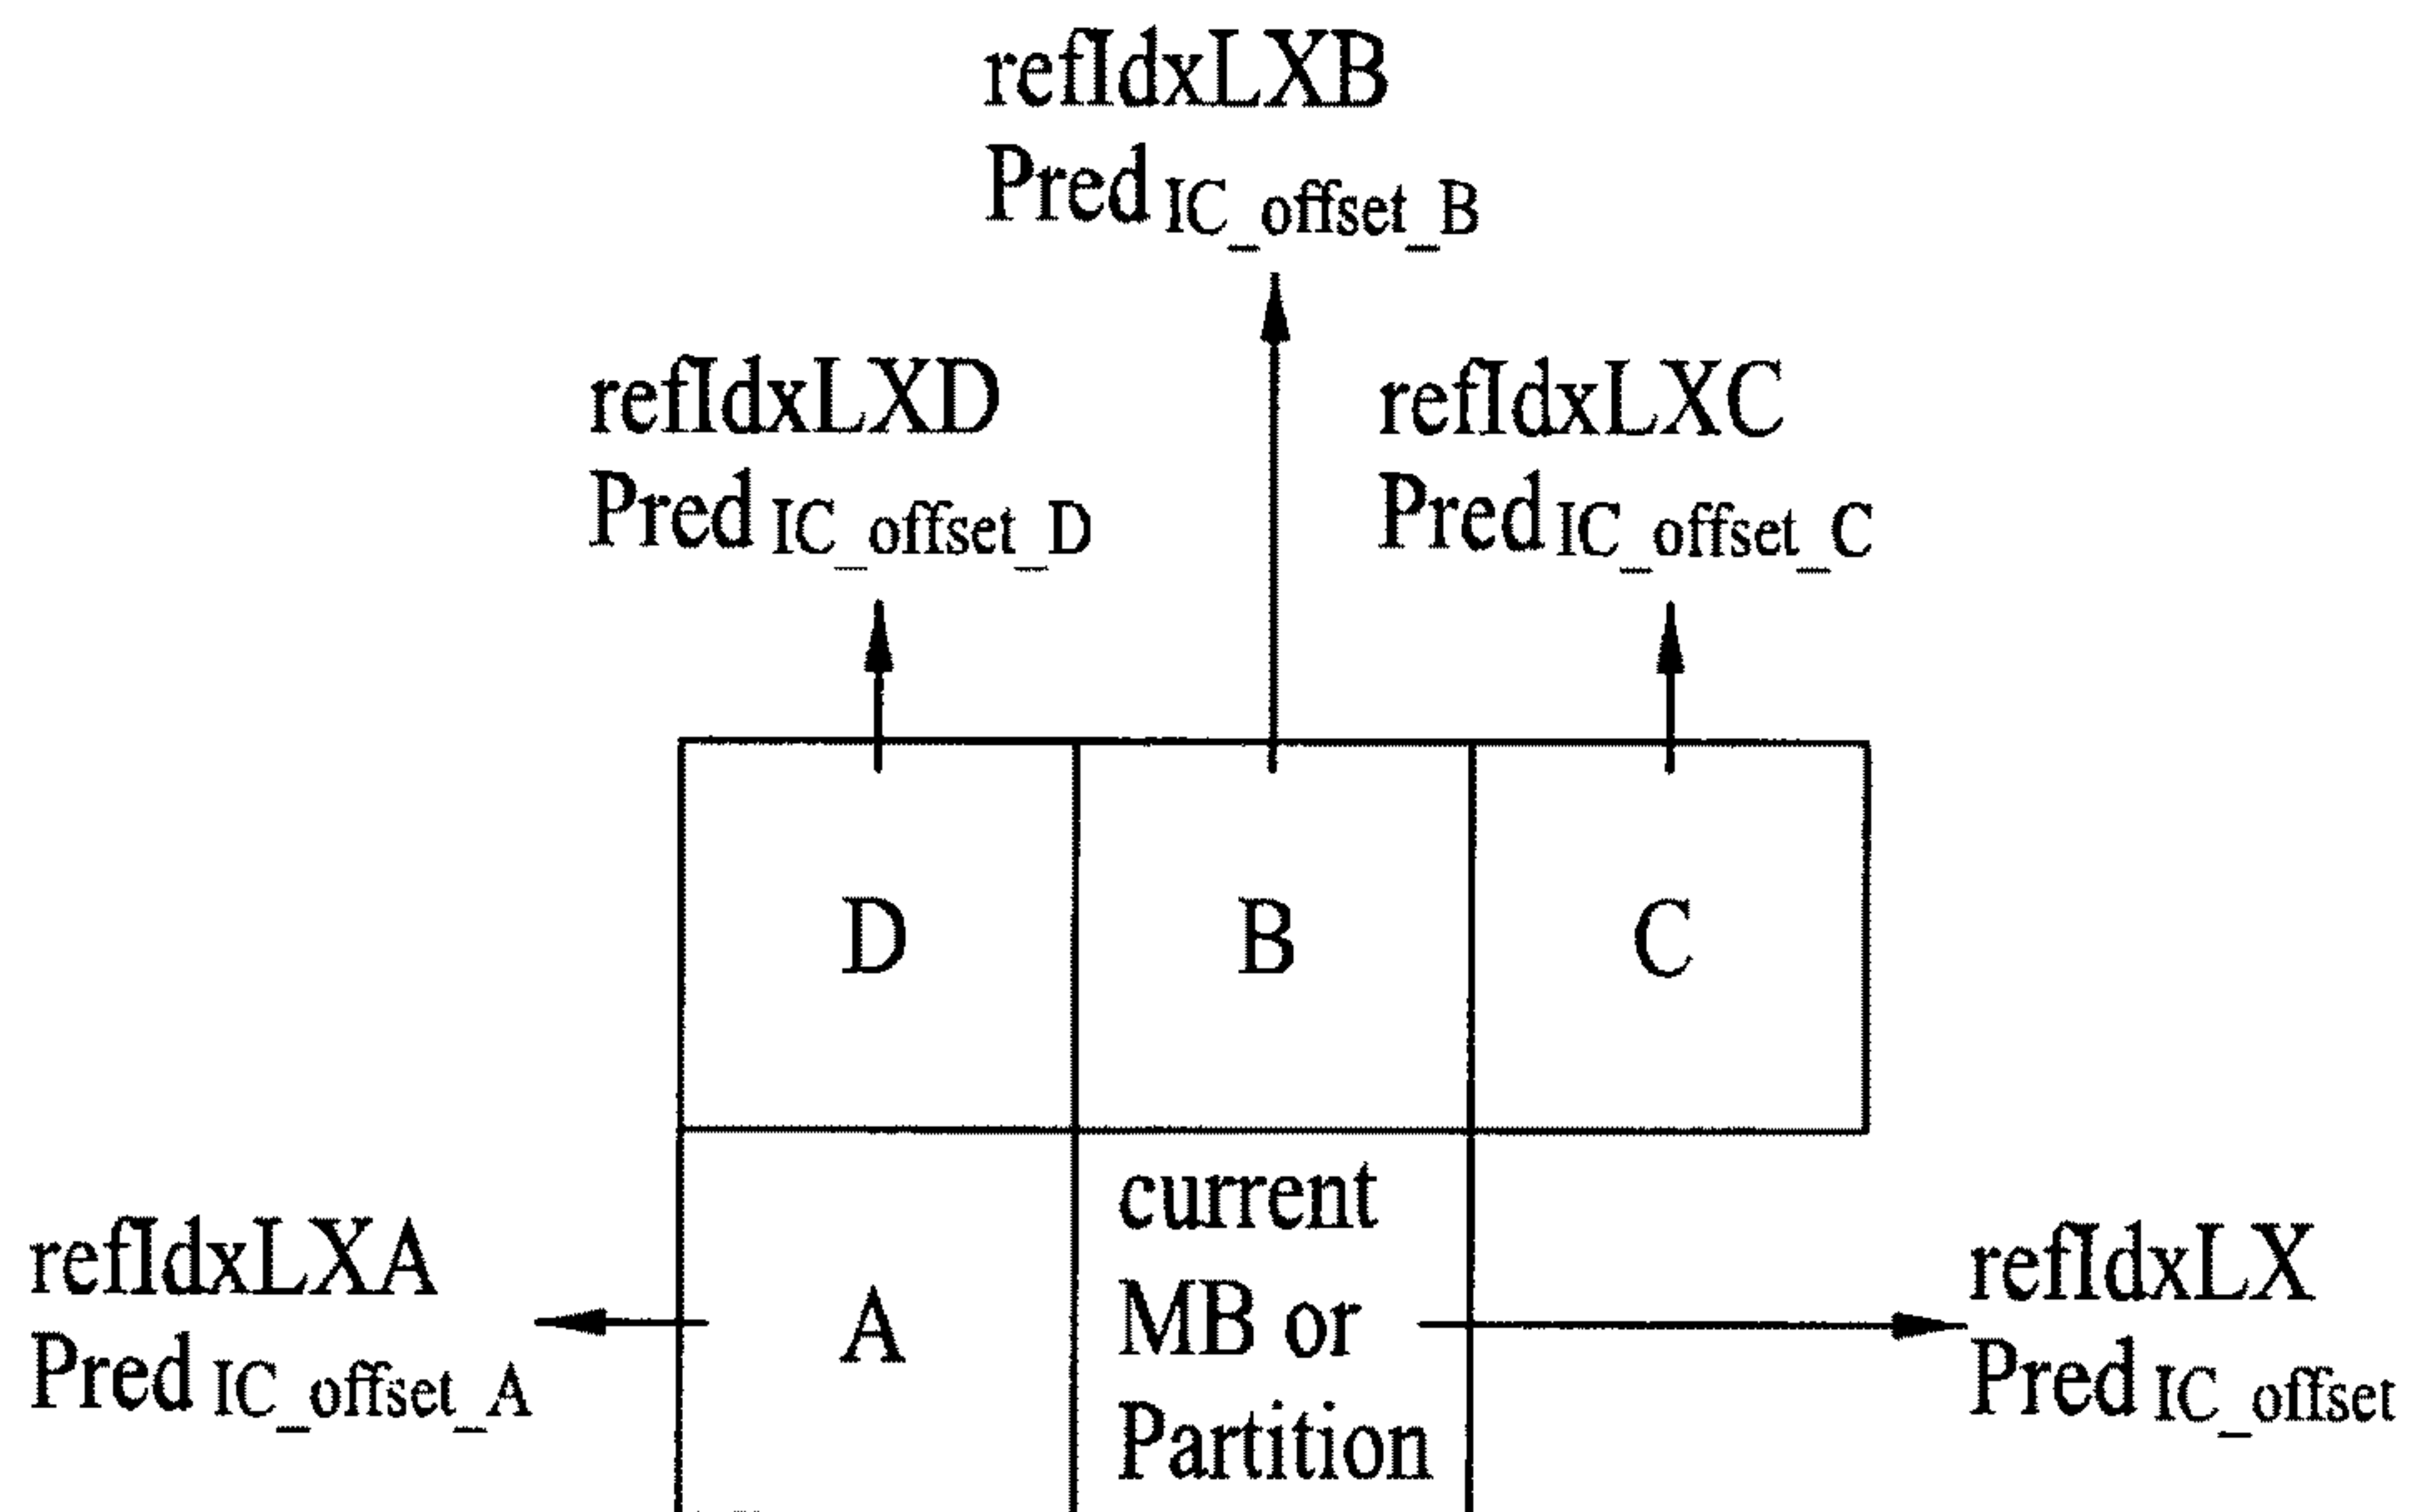 refIdxLXB
Pred IC_offset_B
refIdxLXD
Pred IC_offset_D
refIdxLXC
Pred IC_offset_C
D
B
C
refIdxLXA
Pred IC_offset_A
A
current
MB or
Partition
refIdxLX
Pred IC_offset